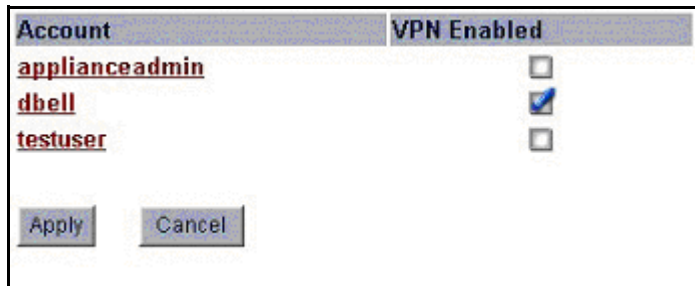 Account VPN Enabled
applianceadmin
dbell
testuser
Apply Cancel